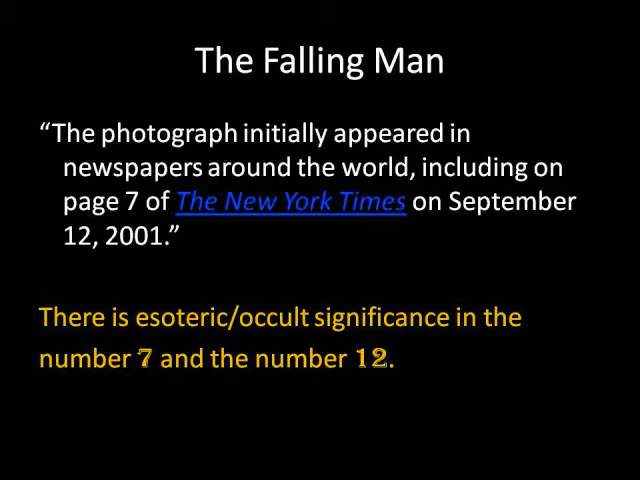 The Falling Man
“The photograph initially appeared in
newspapers around the world, including on
page 7 of The New York Times on September
12, 2001.”
There is esoteric/occult significance in the
number 7 and the number 12.